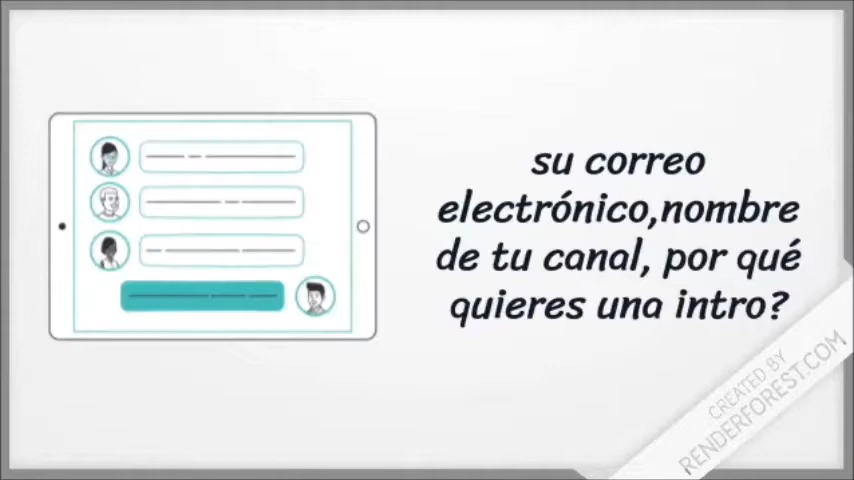 su correo
electrónico,nombre
de tu canal, por qué
quieres una intro?
CREATED BY
RENDERFOREST.COM